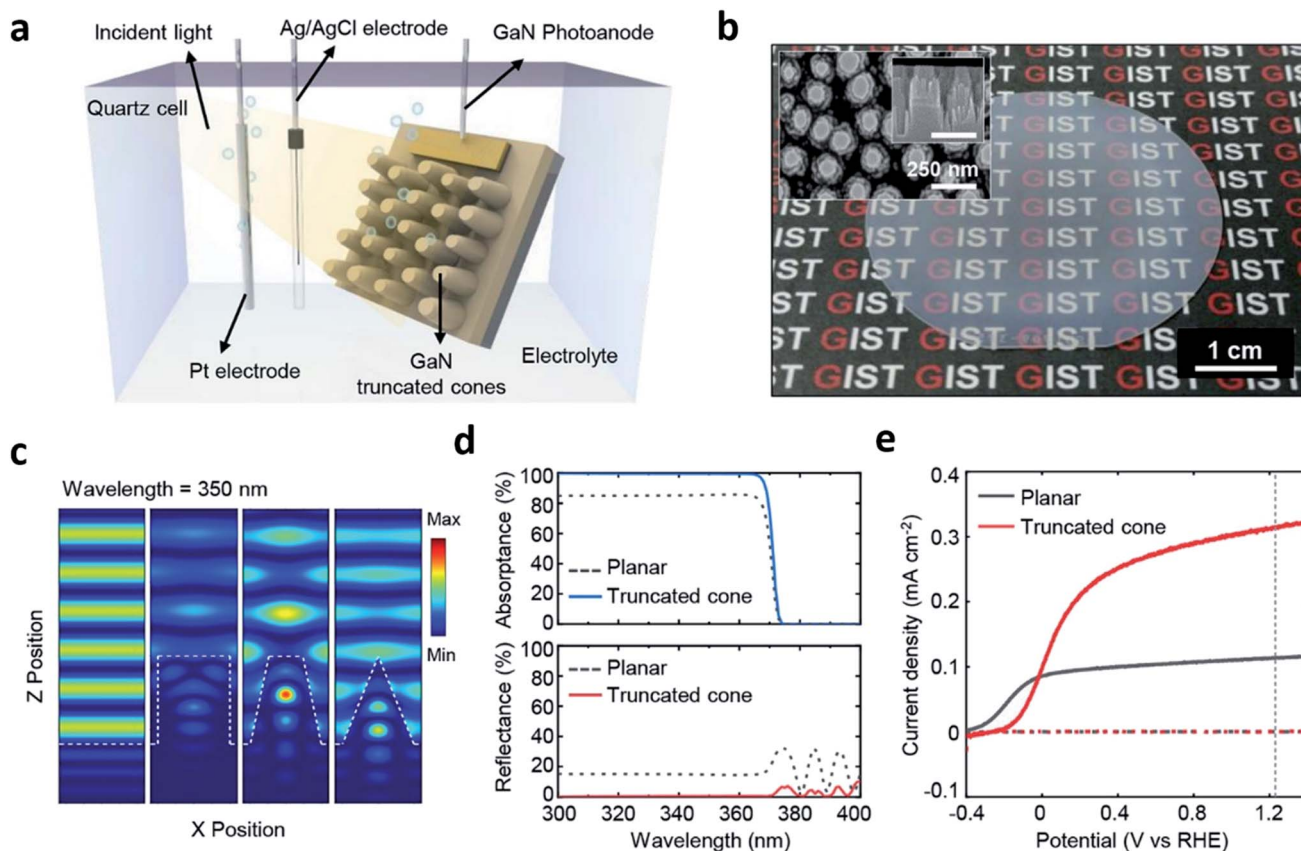 a
Incident light
Ag/AgCl electrode
GaN Photoanode
Quartz cell
Pt electrode
GaN
truncated cones
Electrolyte
b
250 nm
GIST GIST GIST GIST
ST GIST GIST GIST GIST GIST
1 cm
c
Wavelength = 350 nm
Max
Min
Z Position
X Position
d
Absorptance (%)
100
80
60
40
20
0
Planar
Truncated cone
Reflectance (%)
100
80
60
40
20
0
Planar
Truncated cone
300 320 340 360 380 400
Wavelength (nm)
e
Current density (mA cm-2)
0.4
0.3
0.2
0.1
0
-0.1
Planar
Truncated cone
-0.4 0 0.4 0.8 1.2
Potential (V vs RHE)